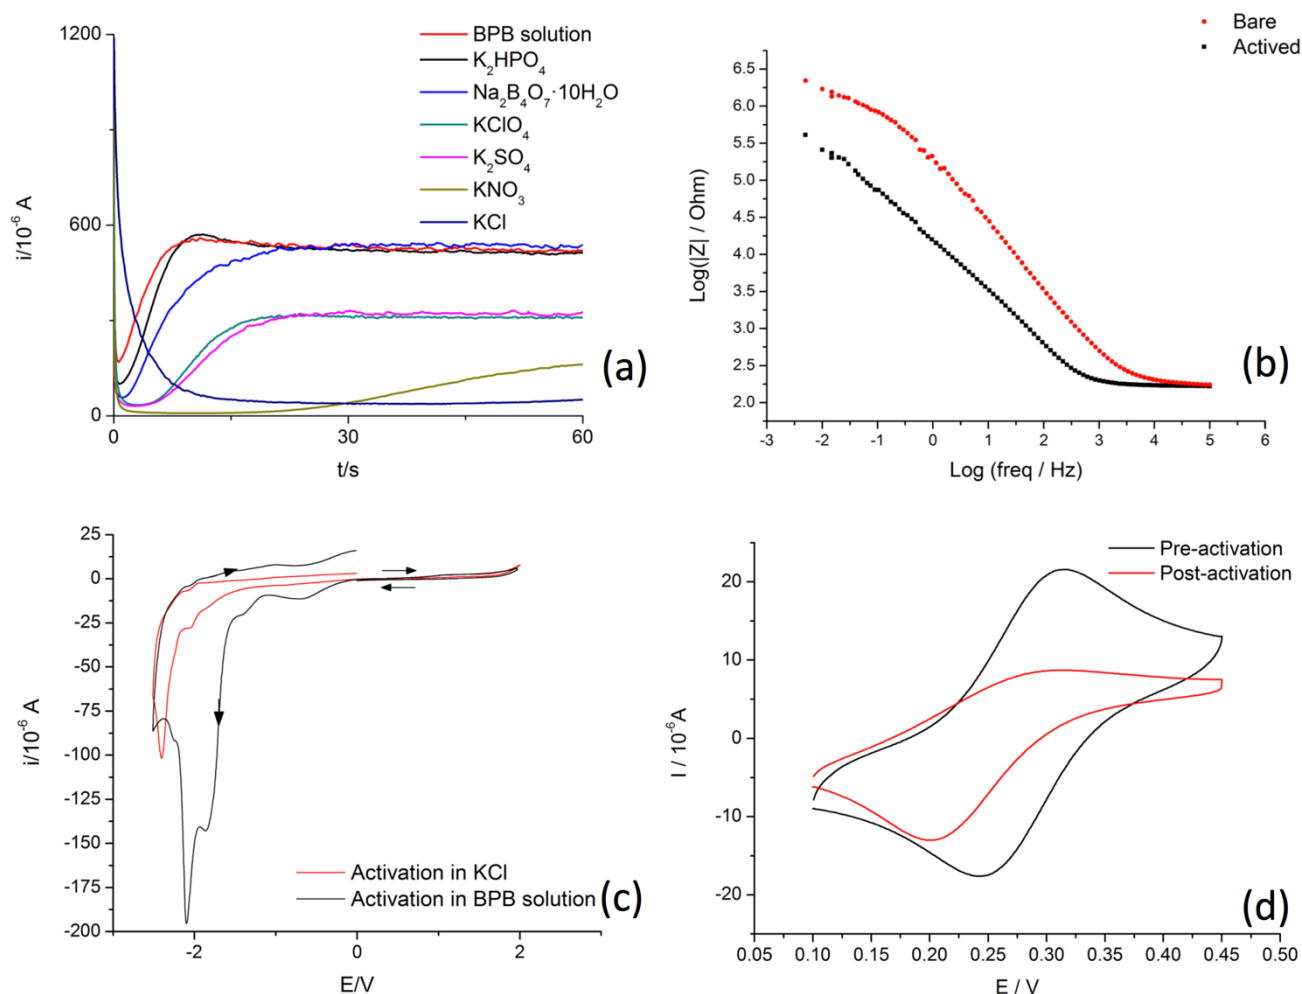 1200
600
0
0
30
60
i/10⁻⁶ A
t/s
BPB solution
K₂HPO₄
Na₂B₄O₇·10H₂O
KClO₄
K₂SO₄
KNO₃
KCl
(a)
Bare
Actived
6.5
6.0
5.5
5.0
4.5
4.0
3.5
3.0
2.5
2.0
-3
-2
-1
0
1
2
3
4
5
6
Log(|Z| / Ohm)
Log (freq / Hz)
(b)
25
0
-25
-50
-75
-100
-125
-150
-175
-200
-2
0
2
i/10⁻⁶ A
E/V
Activation in KCl
Activation in BPB solution
(c)
Pre-activation
Post-activation
20
10
0
-10
-20
0.05
0.10
0.15
0.20
0.25
0.30
0.35
0.40
0.45
0.50
I / 10⁻⁶A
E / V
(d)